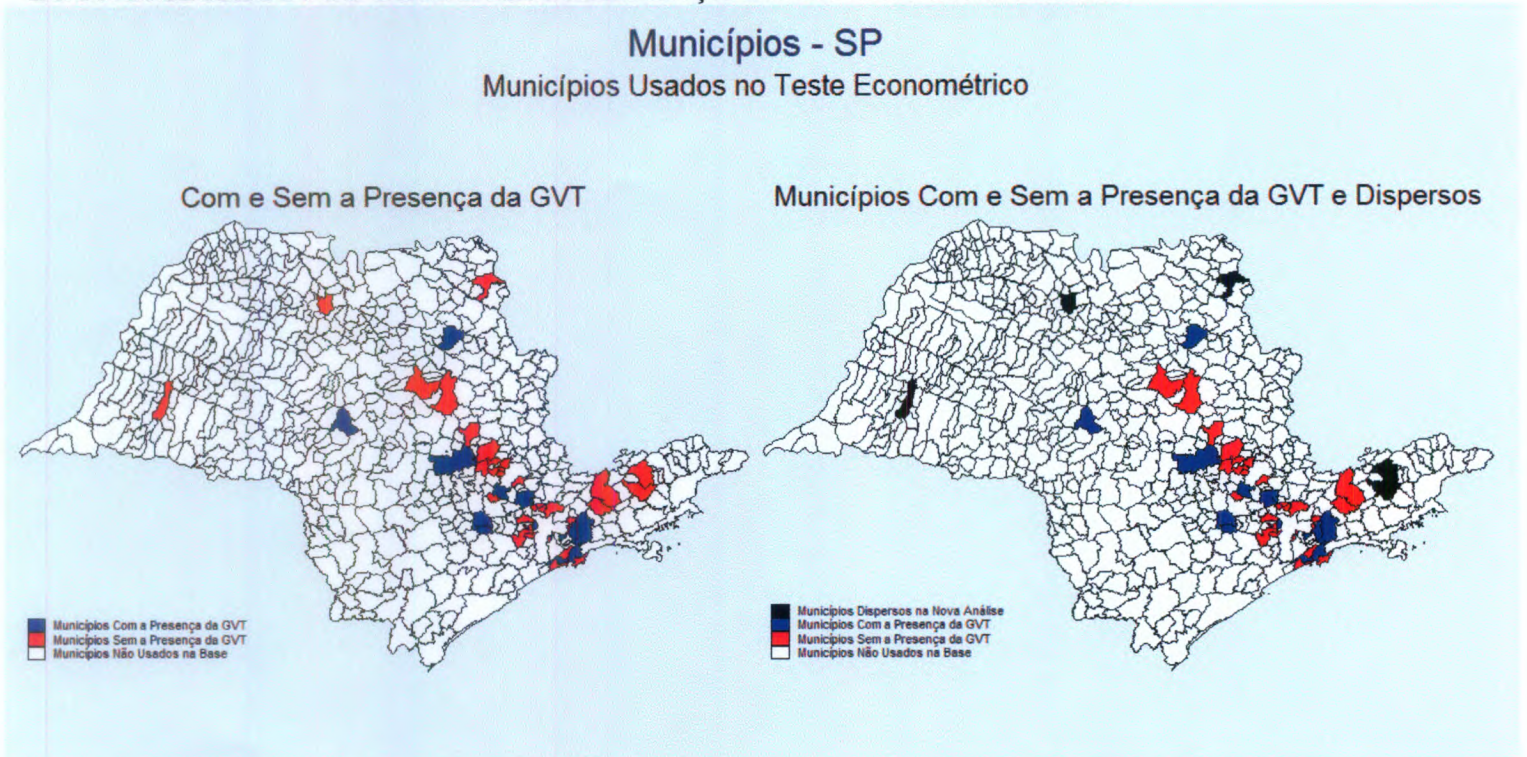 Municípios - SP
Municípios Usados no Teste Econométrico
Com e Sem a Presença da GVT
Municípios Com a Presença da GVT
Municípios Sem a Presença da GVT
Municípios Não Usados na Base
Municípios Com e Sem a Presença da GVT e Dispersos
Municípios Dispersos na Nova Análise
Municípios Com a Presença da GVT
Municípios Sem a Presença da GVT
Municípios Não Usados na Base